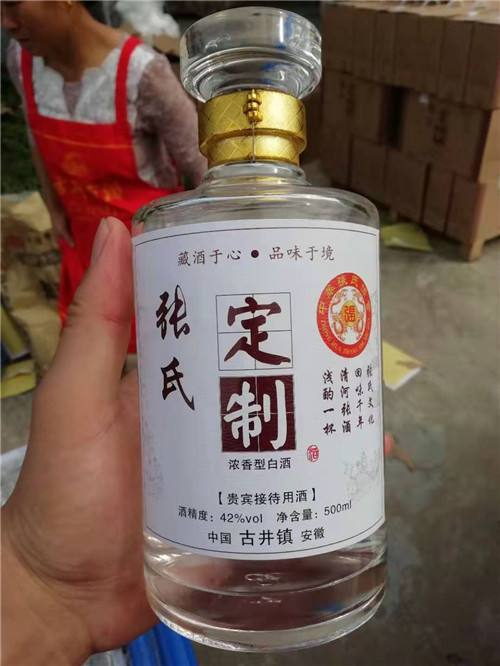 藏酒于心 • 品味于境
张氏
定制
张氏文化
回味千年
清河张酒
浅酌一杯
浓香型白酒
【贵宾接待用酒】
酒精度：42%vol 净含量：500ml
中国 古井镇 安徽